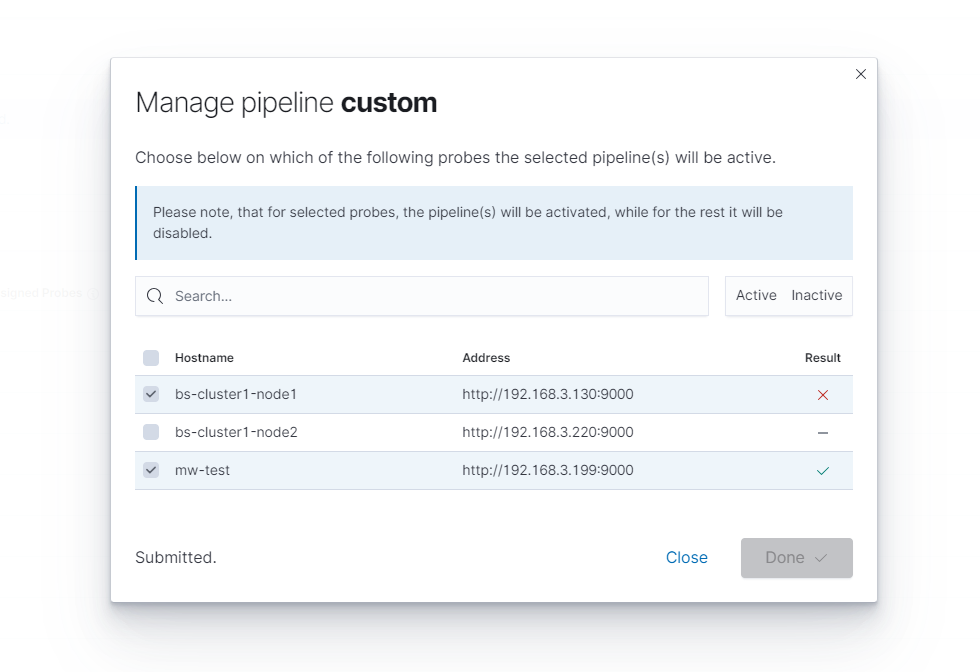 Manage pipeline custom
Choose below on which of the following probes the selected pipeline(s) will be active.
Please note, that for selected probes, the pipeline(s) will be activated, while for the rest it will be
disabled.
Search...
Active Inactive
Hostname Address Result
bs-cluster1-node1 http://192.168.3.130:9000
bs-cluster1-node2 http://192.168.3.220:9000
mw-test http://192.168.3.199:9000
Submitted. Close Done